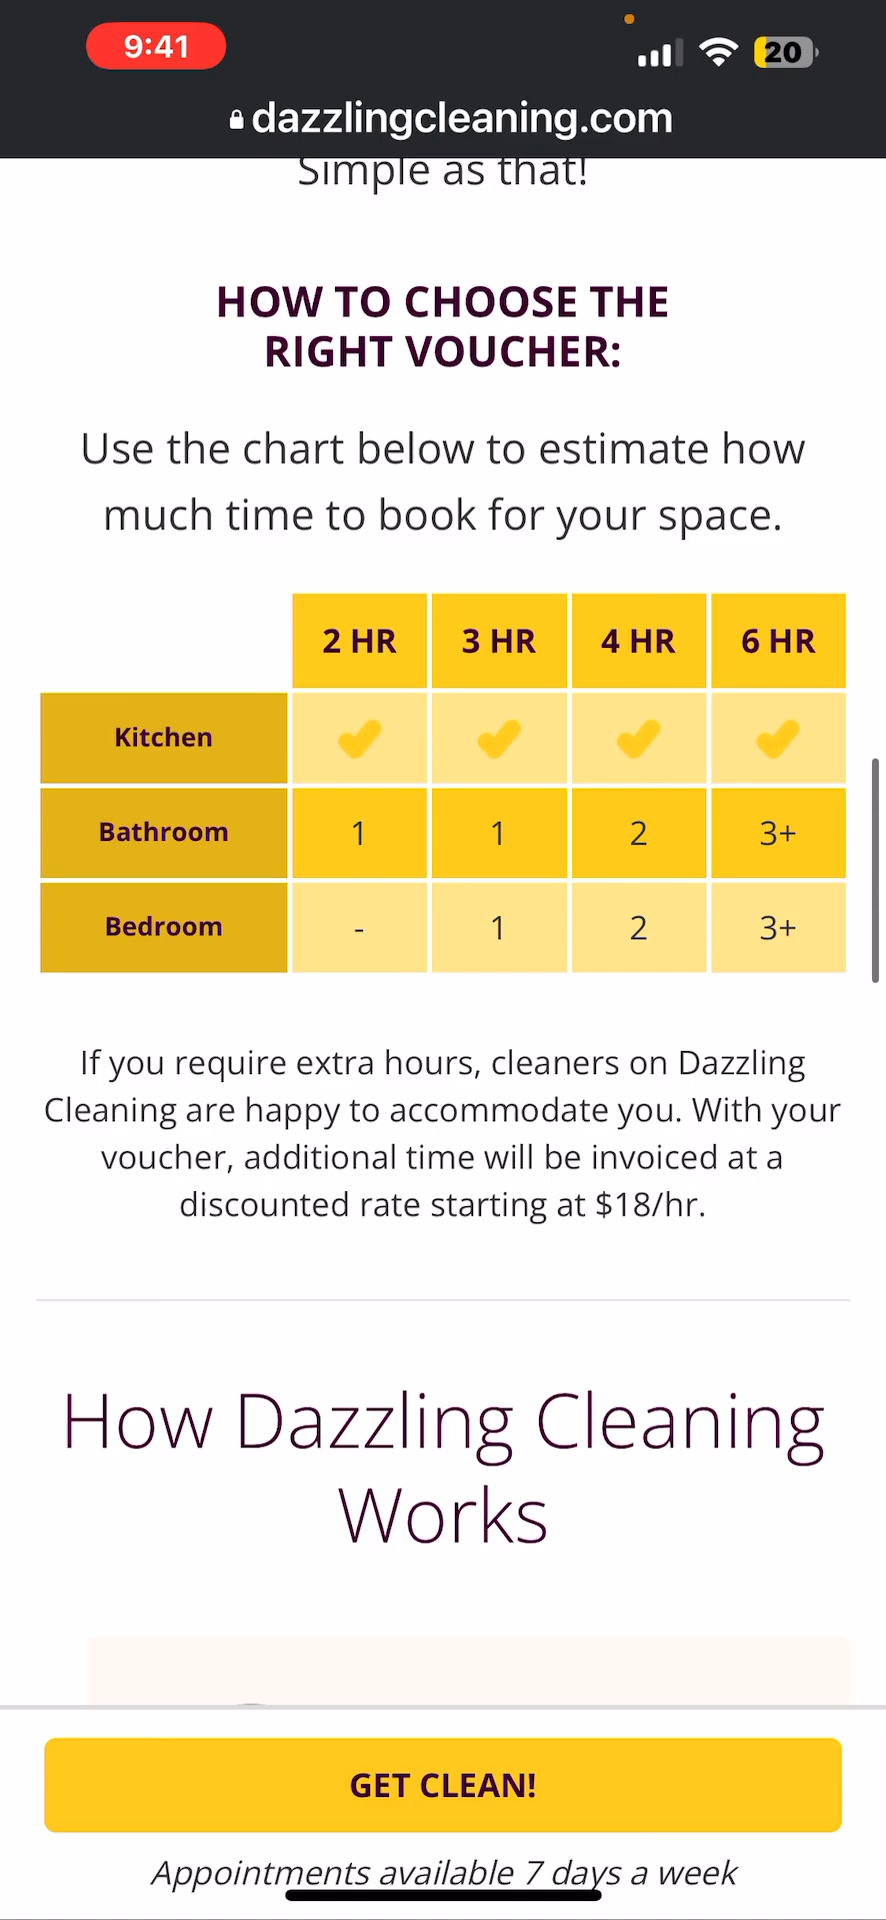 9:41
20
dazzlingcleaning.com
Simple as that!
HOW TO CHOOSE THE
RIGHT VOUCHER:
Use the chart below to estimate how
much time to book for your space.
2 HR 3 HR 4 HR 6 HR
Kitchen
Bathroom 1 1 2 3+
Bedroom - 1 2 3+
If you require extra hours, cleaners on Dazzling
Cleaning are happy to accommodate you. With your
voucher, additional time will be invoiced at a
discounted rate starting at $18/hr.
How Dazzling Cleaning
Works
GET CLEAN!
Appointments available 7 days a week